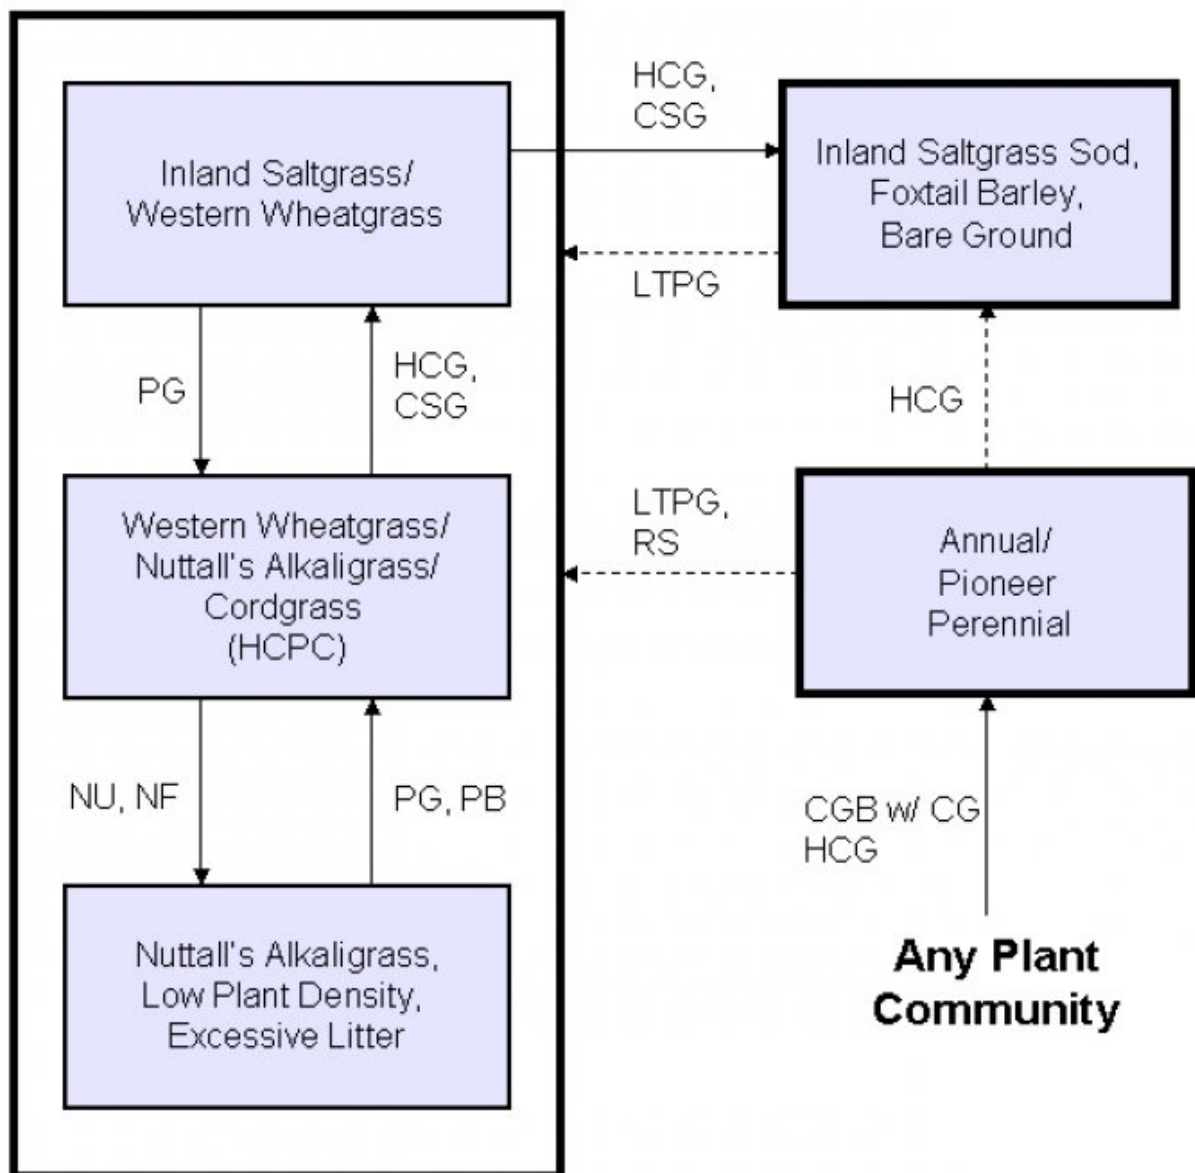 HCG,
CSG
Inland Saltgrass/
Western Wheatgrass
Inland Saltgrass Sod,
Foxtail Barley,
Bare Ground
LTPG
PG
HCG,
CSG
HCG
Western Wheatgrass/
Nuttall's Alkaligrass/
Cordgrass
(HCPC)
LTPG,
RS
Annual/
Pioneer
Perennial
NU, NF
PG, PB
CGB w/ CG
HCG
Nuttall's Alkaligrass,
Low Plant Density,
Excessive Litter
Any Plant
Community